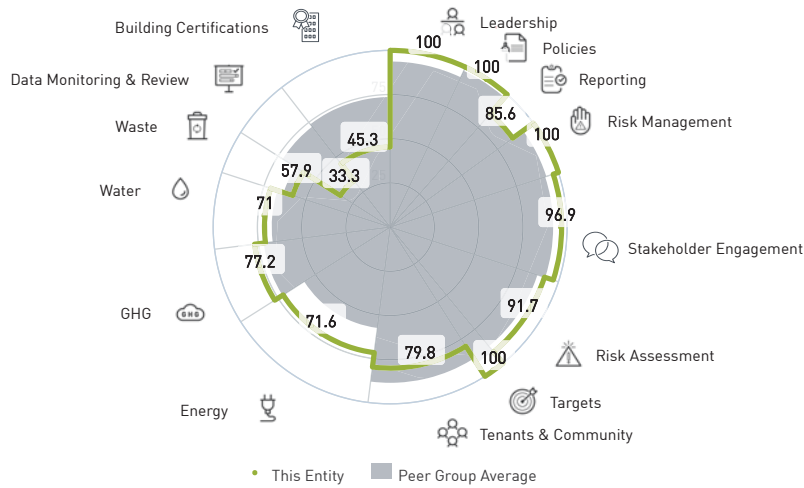 Building Certifications
Leadership
100
Policies
Data Monitoring & Review
100
Reporting
75
85.6
Waste
Risk Management
100
45.3
57.9
33.3
Water
71
96.9
Stakeholder Engagement
77.2
GHG
GHG
91.7
71.6
79.8
100
Risk Assessment
Energy
Targets
Tenants & Community
This Entity
Peer Group Average